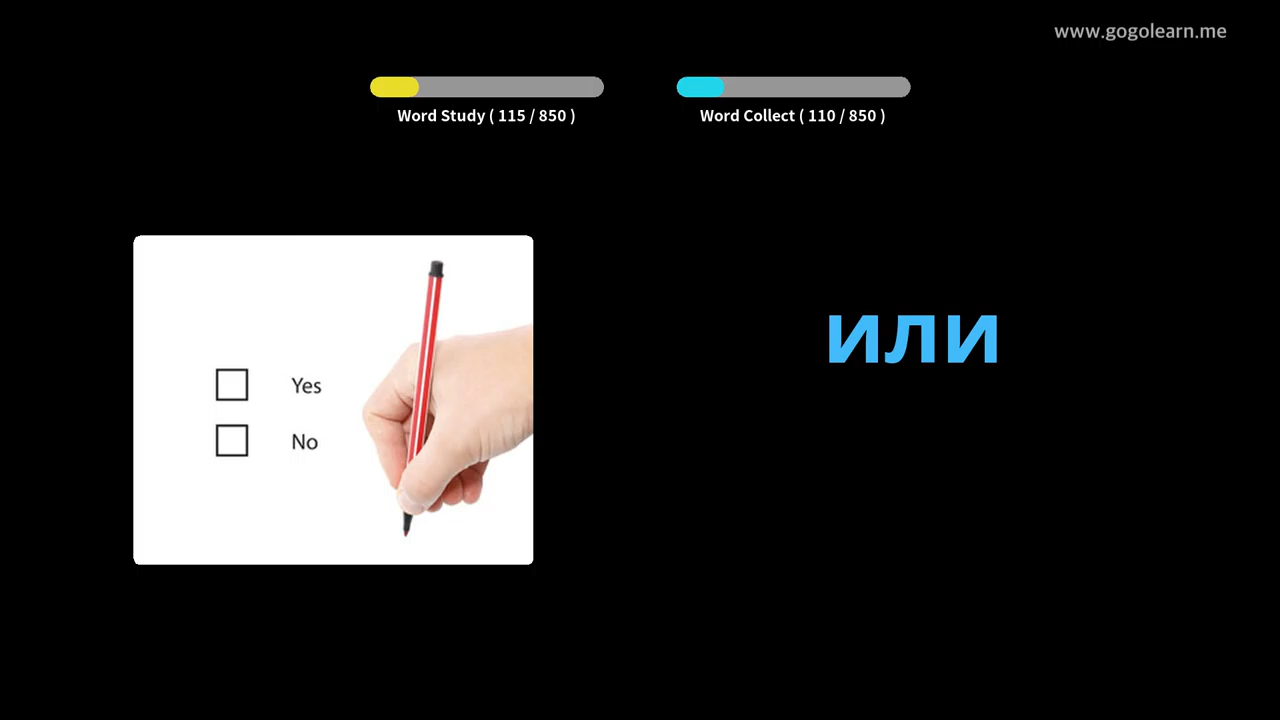 www.gogolearn.me
Word Study ( 115 / 850 )
Word Collect ( 110 / 850 )
Yes
No
или